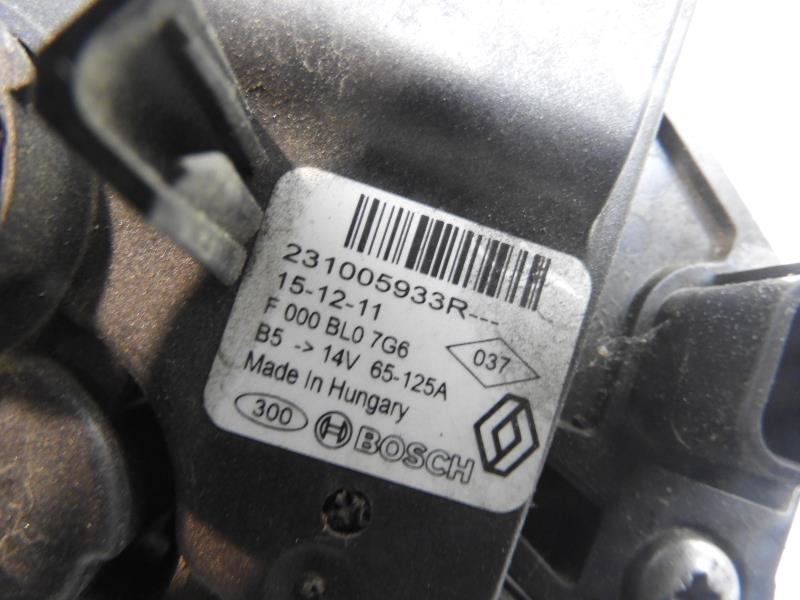 231005933R---
15-12-11
F 000 BL0 7G6
B5 -> 14V 65-125A
037
Made In Hungary
300 BOSCH